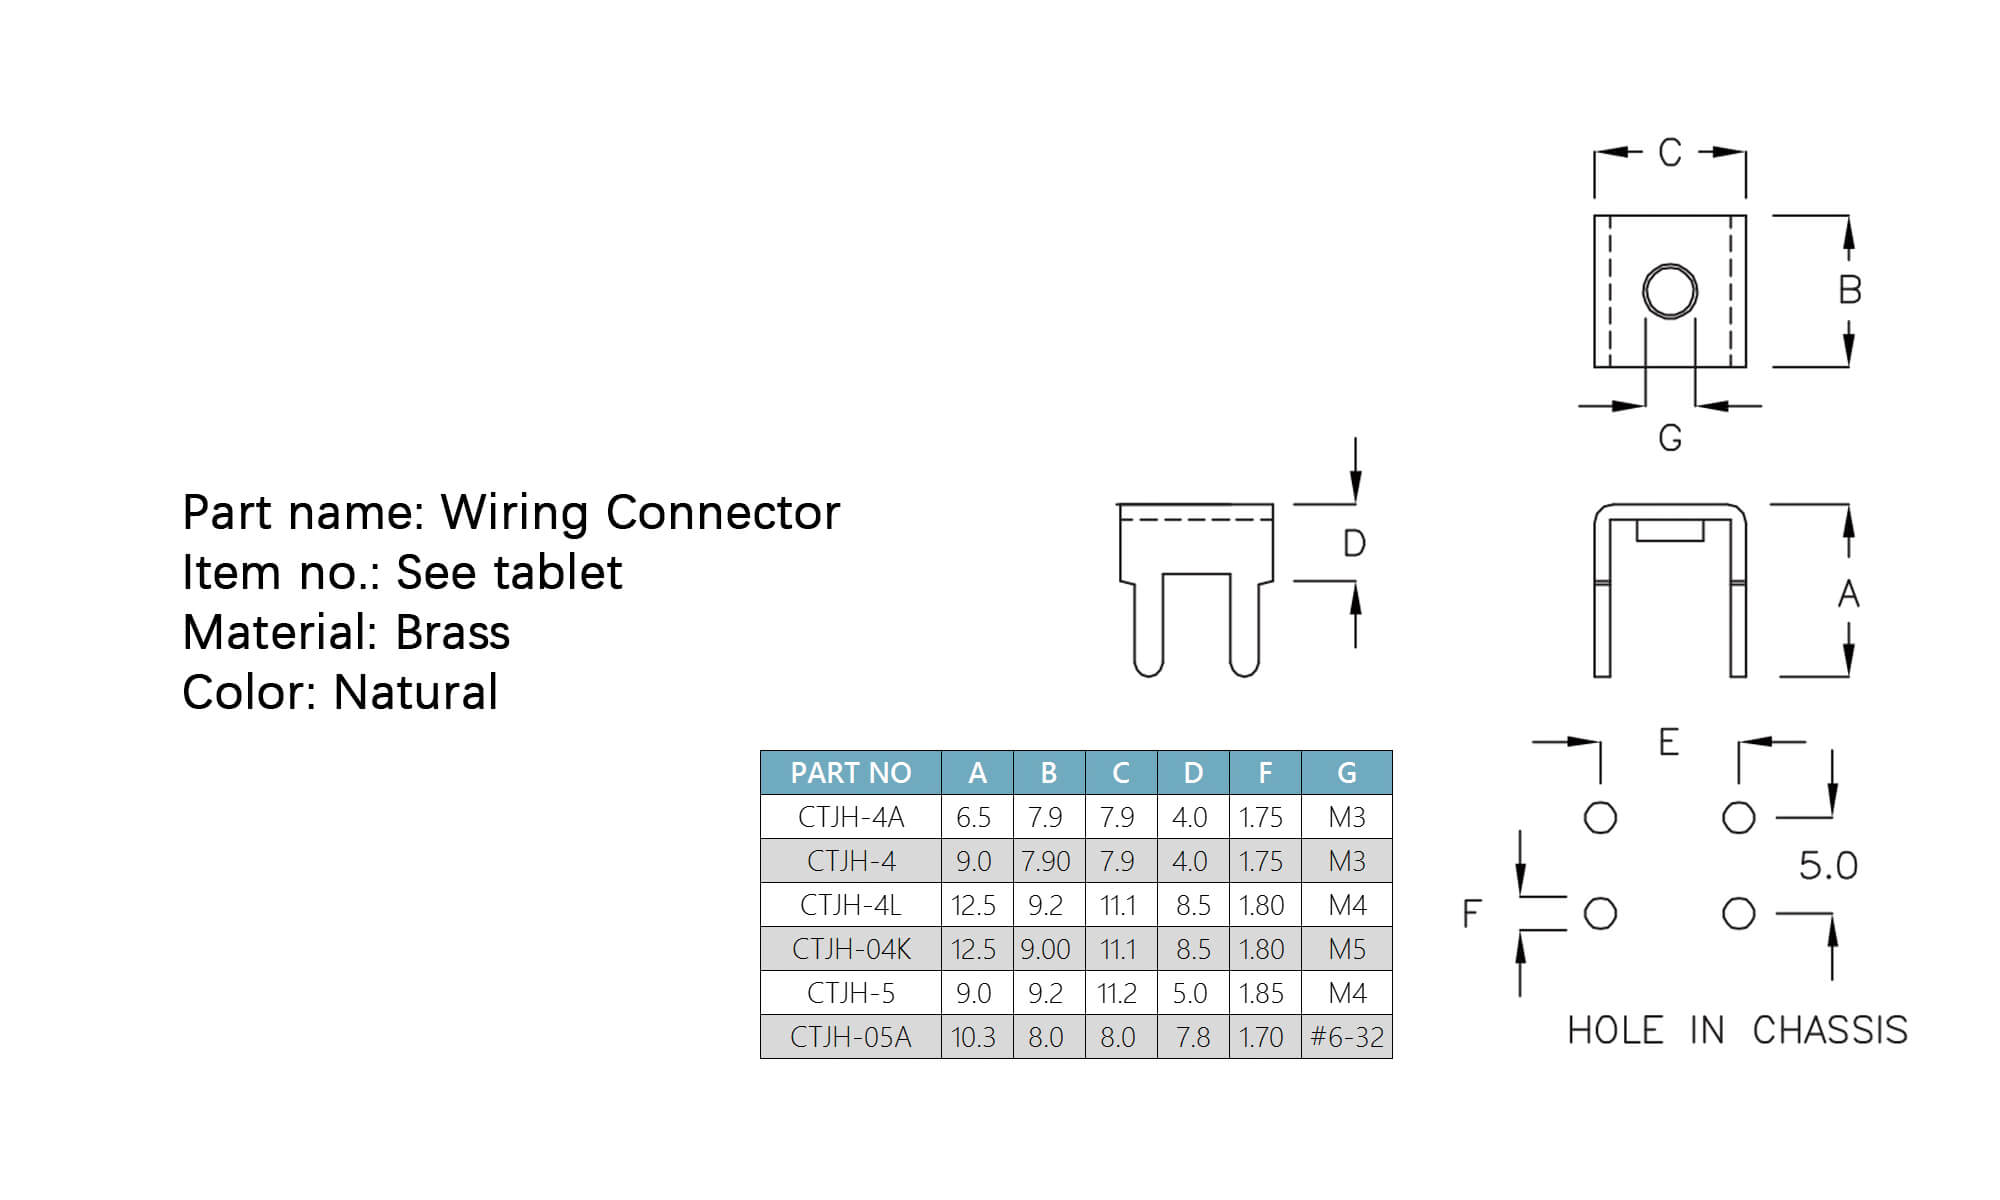 C
B
G
D
A
Part name: Wiring Connector
Item no.: See tablet
Material: Brass
Color: Natural
E
5.0
F
HOLE IN CHASSIS
PART NO A B C D F G
CTJH-4A 6.5 7.9 7.9 4.0 1.75 M3
CTJH-4 9.0 7.90 7.9 4.0 1.75 M3
CTJH-4L 12.5 9.2 11.1 8.5 1.80 M4
CTJH-04K 12.5 9.00 11.1 8.5 1.80 M5
CTJH-5 9.0 9.2 11.2 5.0 1.85 M4
CTJH-05A 10.3 8.0 8.0 7.8 1.70 #6-32